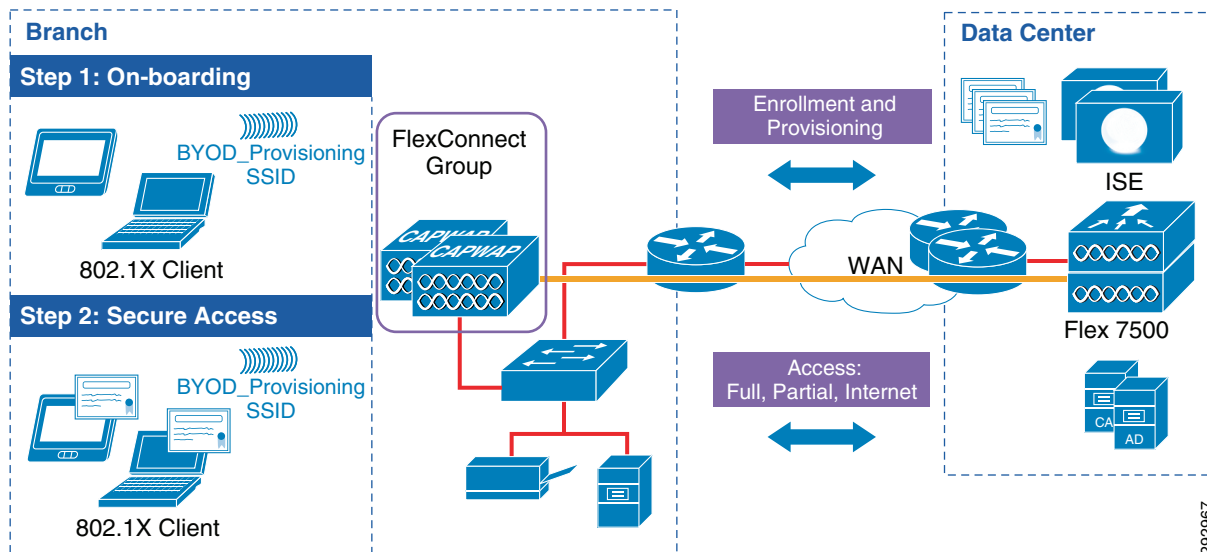 Branch
Step 1: On-boarding
BYOD_Provisioning
SSID
802.1X Client
Step 2: Secure Access
BYOD_Provisioning
SSID
802.1X Client
FlexConnect
Group
CAPWAP
CAPWAP
Enrollment and
Provisioning
WAN
Access:
Full, Partial, Internet
Data Center
ISE
Flex 7500
CA
AD